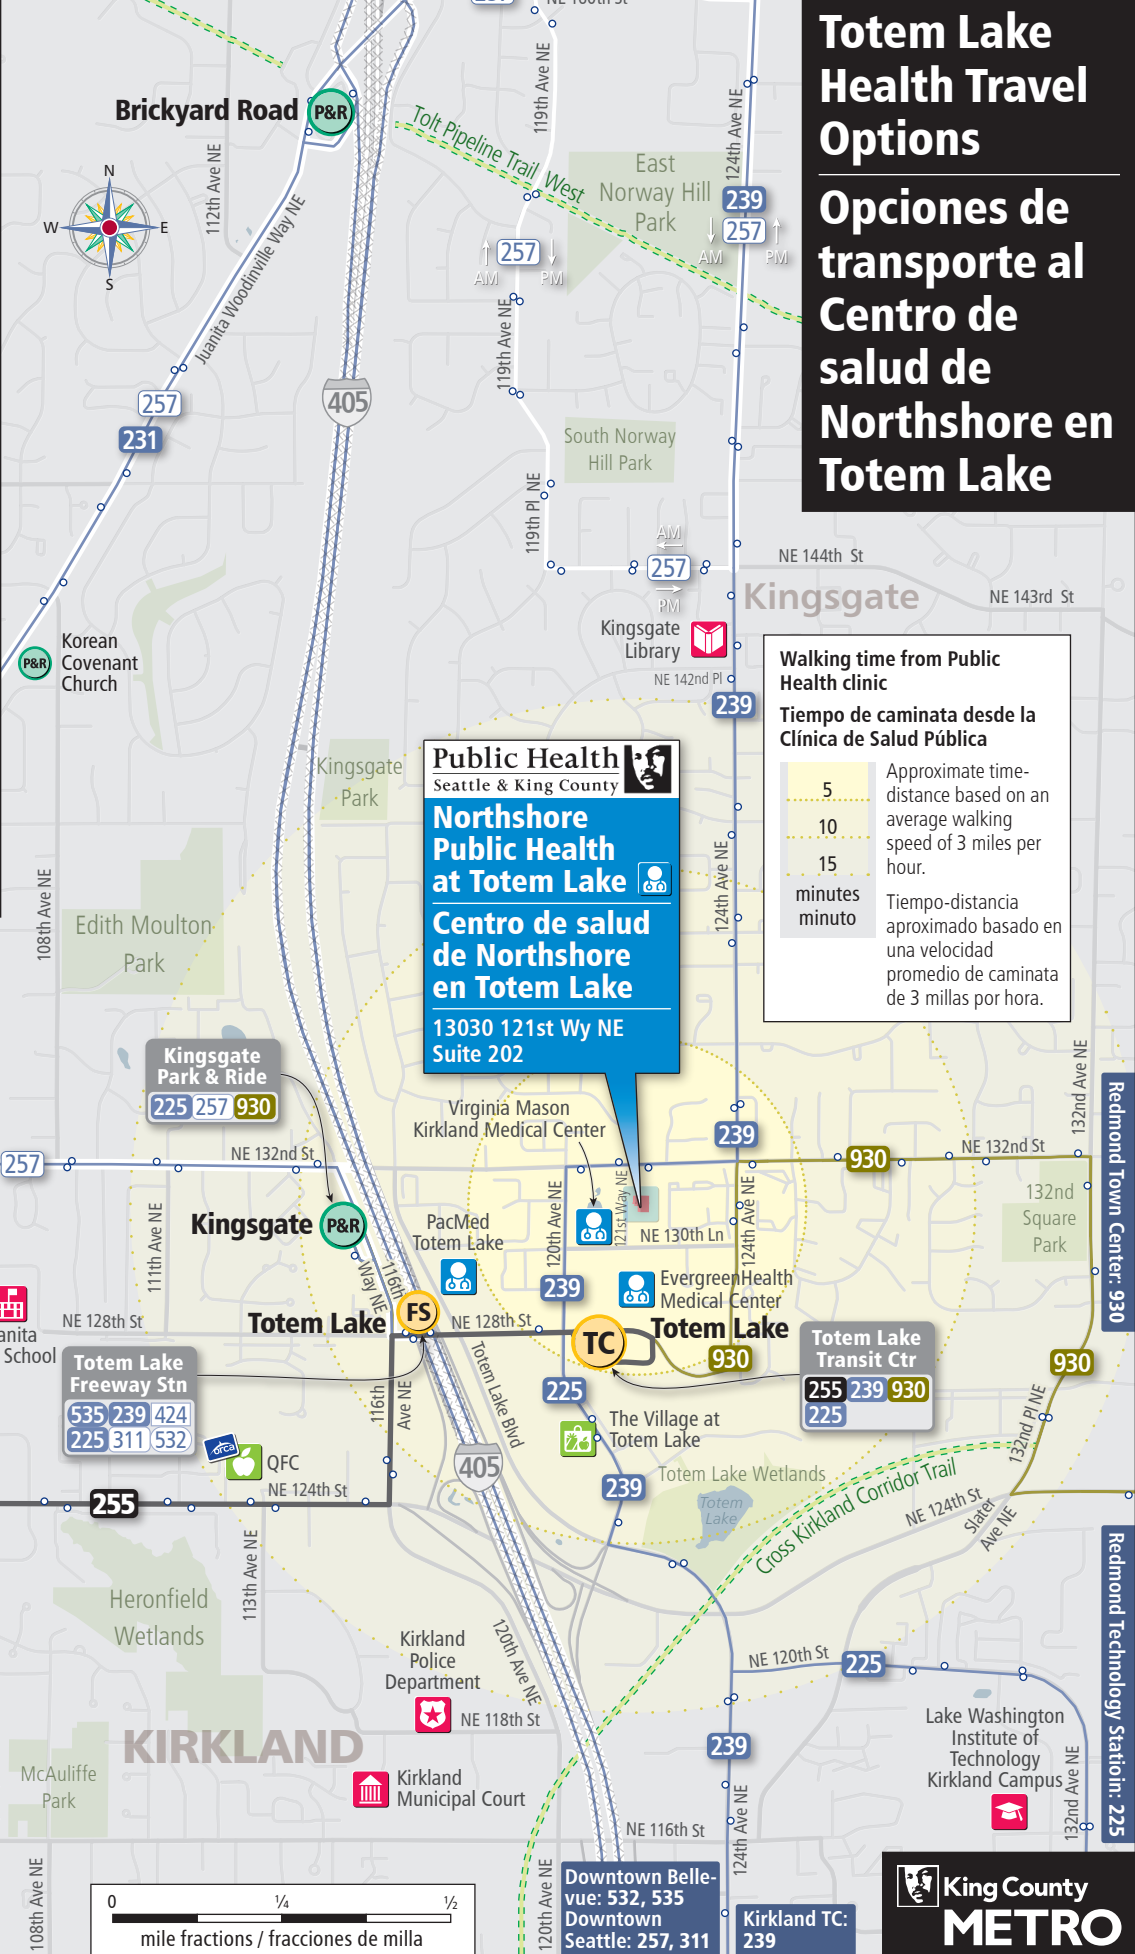 Totem Lake
Health Travel
Options
Opciones de
transporte al
Centro de
salud de
Northshore en
Totem Lake
119th Ave NE
124th Ave NE
Brickyard Road
P&R
Tolt Pipeline Trail West
East
Norway Hill
Park
239
257
AM
PM
257
AM
PM
N
W
E
S
112th Ave NE
Juanita Woodinville Way NE
119th Ave NE
257
231
405
South Norway
Hill Park
119th Pl NE
AM
257
PM
NE 144th St
Kingsgate
NE 143rd St
Kingsgate
Library
NE 142nd Pl
239
P&R
Korean
Covenant
Church
Walking time from Public
Health clinic
Tiempo de caminata desde la
Clínica de Salud Pública
5
10
15
minutes
minuto
Approximate time-
distance based on an
average walking
speed of 3 miles per
hour.
Tiempo-distancia
aproximado basado en
una velocidad
promedio de caminata
de 3 millas por hora.
Kingsgate
Park
Public Health
Seattle & King County
Northshore
Public Health
at Totem Lake
Centro de salud
de Northshore
en Totem Lake
13030 121st Wy NE
Suite 202
124th Ave NE
108th Ave NE
Edith Moulton
Park
Kingsgate
Park & Ride
225 257 930
Virginia Mason
Kirkland Medical Center
239
132nd Ave NE
Redmond Town Center: 930
257
NE 132nd St
930
NE 132nd St
132nd
Square
Park
Kingsgate
P&R
111th Ave NE
PacMed
Totem Lake
120th Ave NE
121st Way NE
NE 130th Ln
124th Ave NE
116th
Way NE
239
EvergreenHealth
Medical Center
anita
School
NE 128th St
Totem Lake
FS
NE 128th St
TC
Totem Lake
930
Totem Lake
Transit Ctr
255 239 930
225
930
Totem Lake
Freeway Stn
535 239 424
225 311 532
116th
Ave NE
Totem Lake Blvd
225
The Village at
Totem Lake
132nd Pl NE
orca
QFC
NE 124th St
255
405
239
Totem Lake Wetlands
Totem
Lake
Cross Kirkland Corridor Trail
NE 124th St
Slater
Ave NE
113th Ave NE
Heronfield
Wetlands
Redmond Technology Statioin: 225
Kirkland
Police
Department
NE 118th St
120th Ave NE
NE 120th St
225
KIRKLAND
McAuliffe
Park
Kirkland
Municipal Court
239
Lake Washington
Institute of
Technology
Kirkland Campus
132nd Ave NE
NE 116th St
124th Ave NE
108th Ave NE
0
¼
½
mile fractions / fracciones de milla
120th Ave NE
Downtown Belle-
vue: 532, 535
Downtown
Seattle: 257, 311
Kirkland TC:
239
King County
METRO